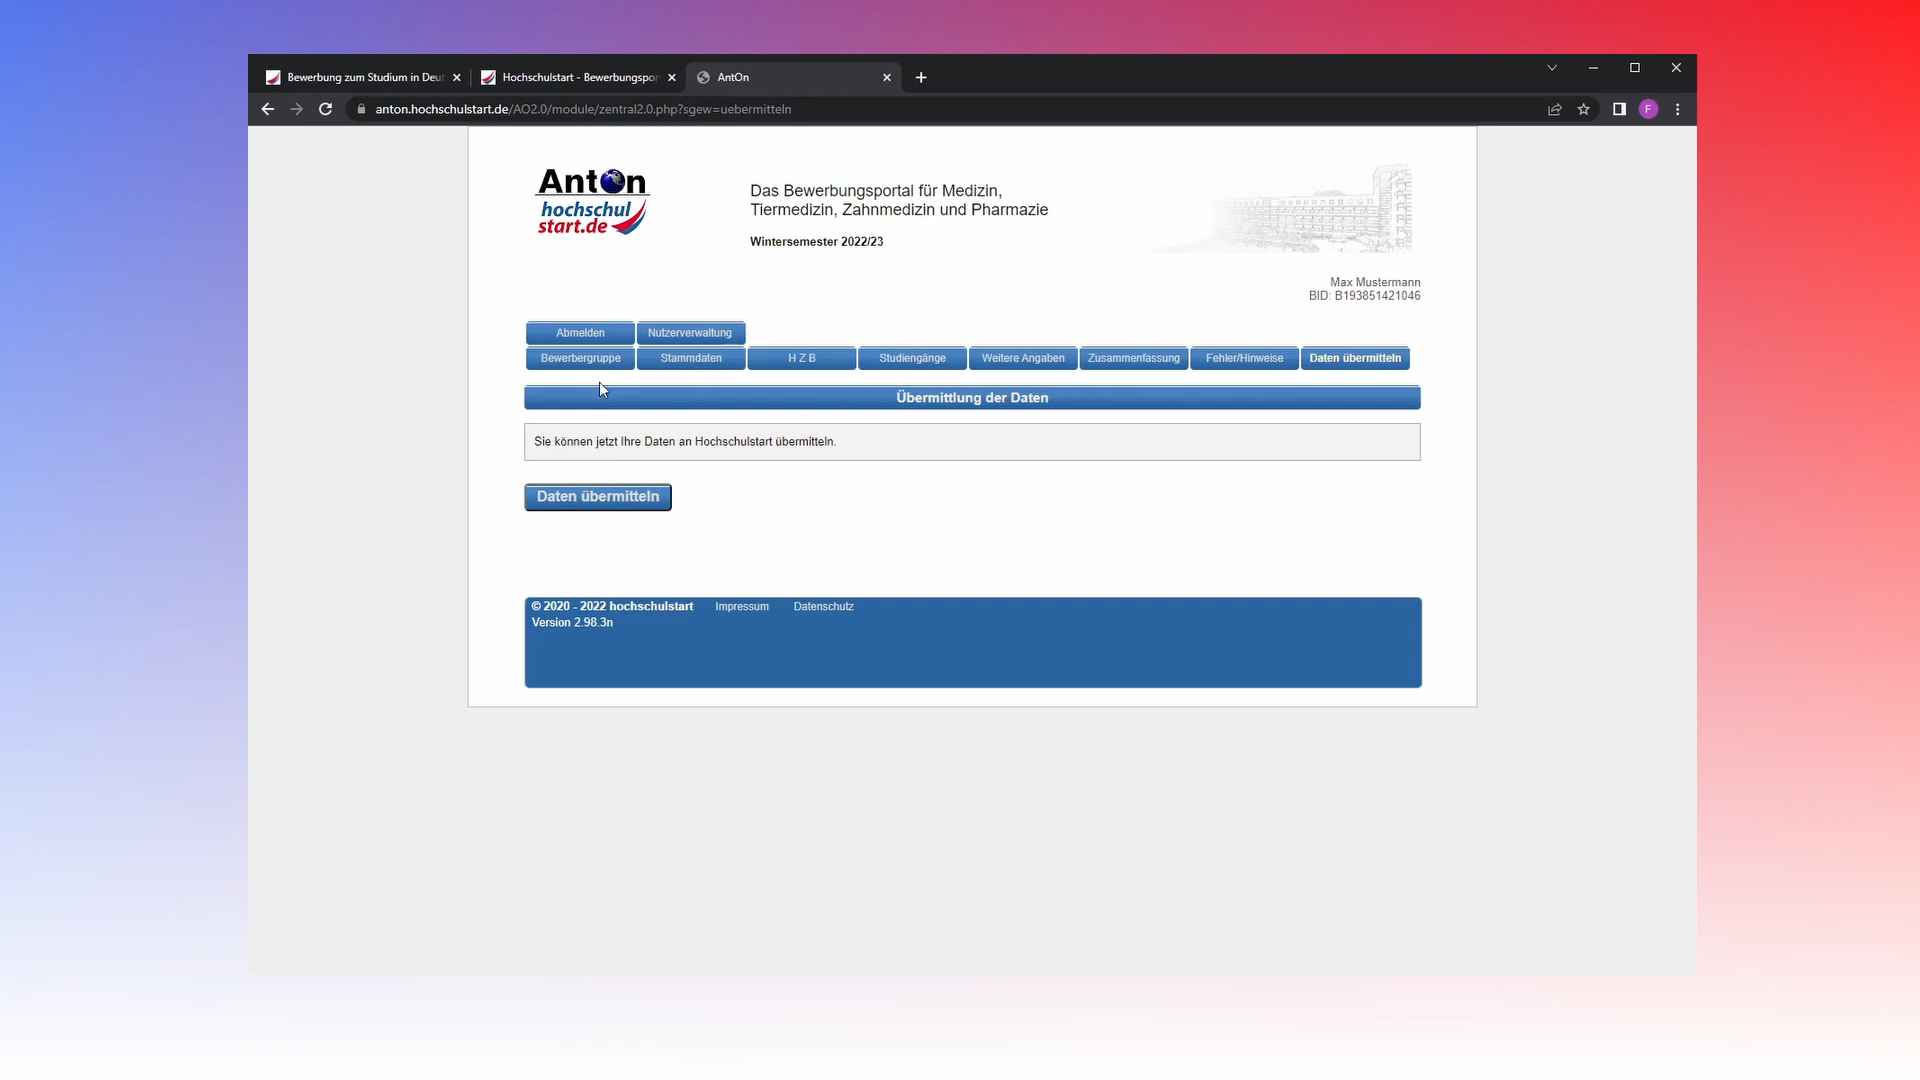 Bewerbung zum Studium in Deu
Hochschulstart - Bewerbungspor
AntOn
anton.hochschulstart.de/AO2.0/module/zentral2.0.php?sgew=uebermitteln
F
AntOn
hochschul
start.de
Das Bewerbungsportal für Medizin,
Tiermedizin, Zahnmedizin und Pharmazie
Wintersemester 2022/23
Max Mustermann
BID: B193851421046
Abmelden
Nutzerverwaltung
Bewerbergruppe
Stammdaten
H Z B
Studiengänge
Weitere Angaben
Zusammenfassung
Fehler/Hinweise
Daten übermitteln
Übermittlung der Daten
Sie können jetzt Ihre Daten an Hochschulstart übermitteln.
Daten übermitteln
© 2020 - 2022 hochschulstart
Impressum
Datenschutz
Version 2.98.3n